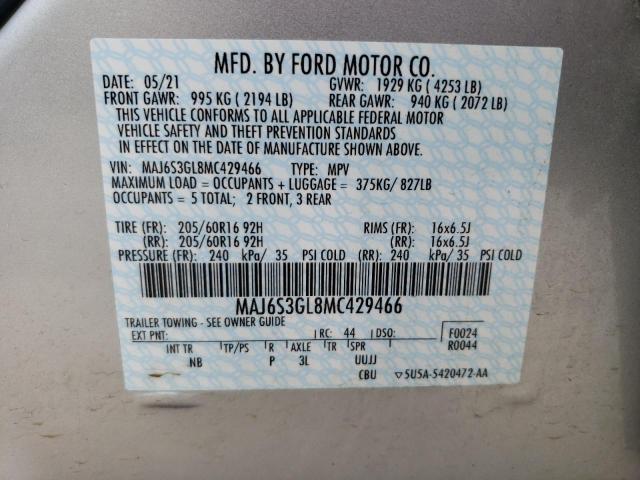 MFD. BY FORD MOTOR CO.
DATE: 05/21 GVWR: 1929 KG ( 4253 LB)
FRONT GAWR: 995 KG ( 2194 LB) REAR GAWR: 940 KG ( 2072 LB)
THIS VEHICLE CONFORMS TO ALL APPLICABLE FEDERAL MOTOR
VEHICLE SAFETY AND THEFT PREVENTION STANDARDS
IN EFFECT ON THE DATE OF MANUFACTURE SHOWN ABOVE.
VIN: MAJ6S3GL8MC429466 TYPE: MPV
MAXIMUM LOAD = OCCUPANTS + LUGGAGE = 375KG/ 827LB
OCCUPANTS = 5 TOTAL; 2 FRONT, 3 REAR
TIRE (FR): 205/60R16 92H RIMS (FR): 16x6.5J
(RR): 205/60R16 92H (RR): 16x6.5J
PRESSURE (FR): 240 kPa/ 35 PSI COLD (RR): 240 kPa/ 35 PSI COLD
MAJ6S3GL8MC429466
TRAILER TOWING - SEE OWNER GUIDE
EXT PNT: RC: 44 DSO: F0024
R0044
INT TR TP/PS R AXLE TR SPR
NB P 3L UUJJ
CBU ▽5U5A-5420472-AA